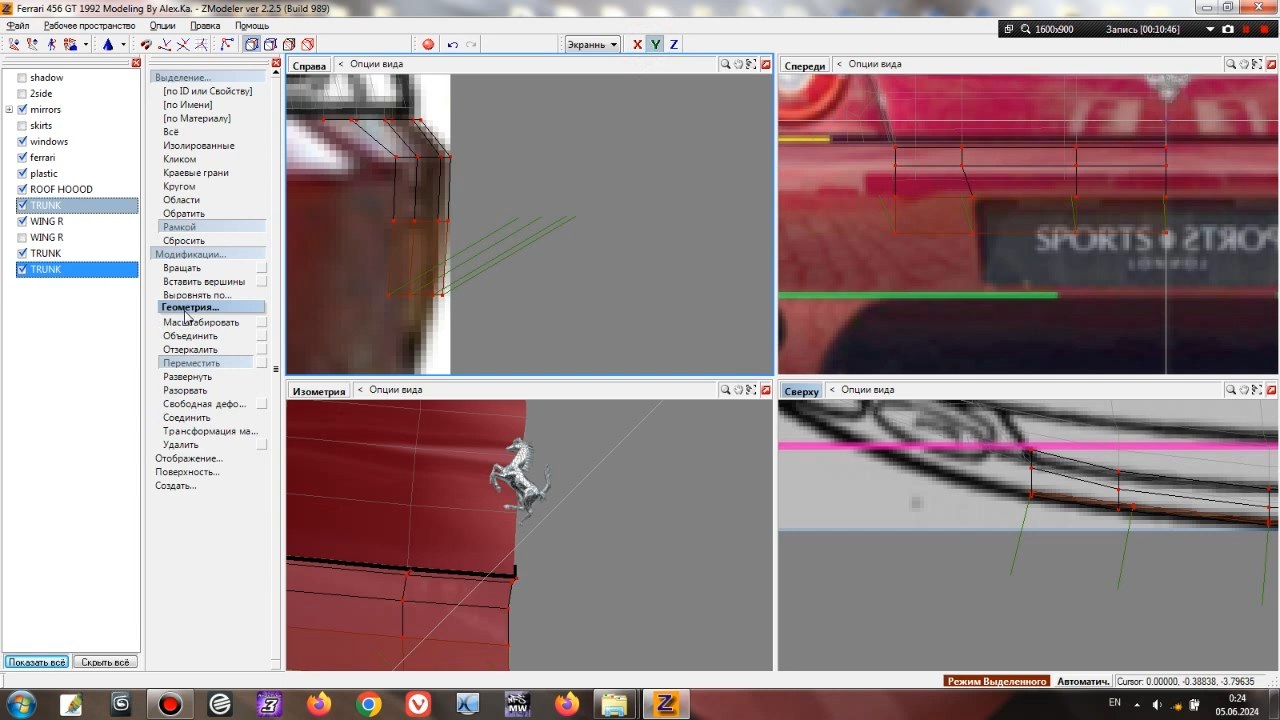 Ferrari 456 GT 1992 Modeling By Alex.Ka. - ZModeler ver 2.2.5 (Build 989)
Файл Рабочее пространство Опции Правка Помощь
1600x900 Запись [00:10:46]
Экраннь X Y Z
shadow
2side
mirrors
skirts
windows
ferrari
plastic
ROOF HOOOD
TRUNK
WING R
WING R
TRUNK
TRUNK
Показать всё Скрыть всё
Выделение...
[по ID или Свойству]
[по Имени]
[по Материалу]
Всё
Изолированные
Кликом
Краевые грани
Кругом
Области
Обратить
Рамкой
Сбросить
Модификации...
Вращать
Вставить вершины
Выровнять по...
Геометрия...
Масштабировать
Объединить
Отзеркалить
Переместить
Развернуть
Разорвать
Свободная дефо...
Соединить
Трансформация ма...
Удалить
Отображение...
Поверхность...
Создать...
Справа < Опции вида
Спереди < Опции вида
SPORTS
Изометрия < Опции вида
Сверху < Опции вида
Режим Выделенного Автоматич. Cursor: 0.00000, -0.38838, -3.79635
EN 0:24
05.06.2024